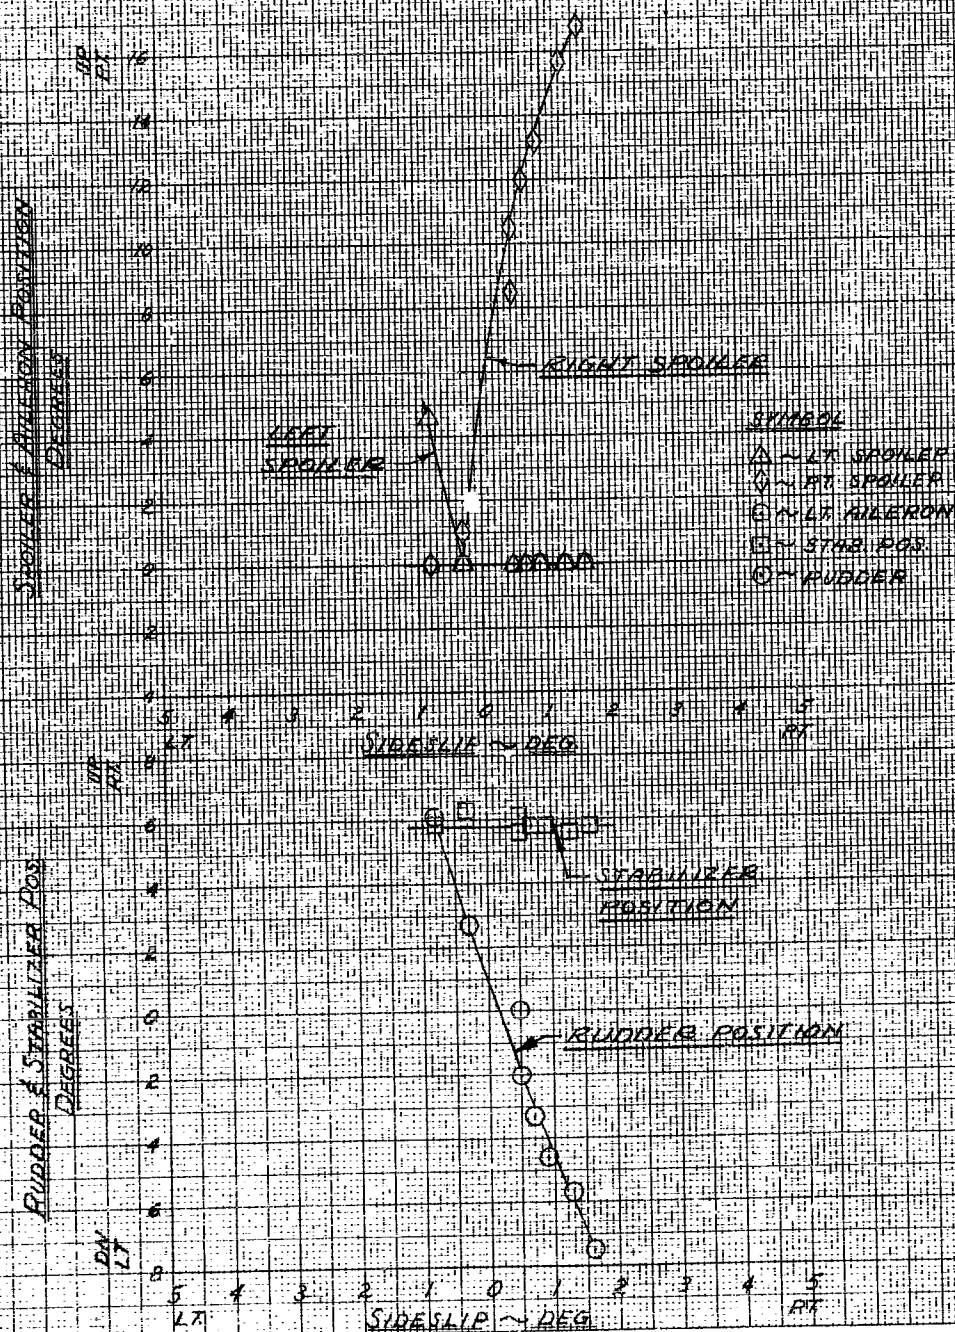 UP
RT.
16
14
12
10
8
6
4
2
0
2
4
SPOILER & AILERON POSITION
DEGREES
RIGHT SPOILER
LEFT
SPOILER
SYMBOL
~ LT. SPOILER
~ RT. SPOILER
~ LT. AILERON
~ STAB. POS.
~ RUDDER
5 4 3 2 1 0 1 2 3 4 5
LT. RT.
SIDESLIP ~ DEG.
UP
RT.
8
6
4
2
0
2
4
6
8
DN
LT
RUDDER & STABILIZER POS.
DEGREES
STABILIZER
POSITION
RUDDER POSITION
5 4 3 2 1 0 1 2 3 4 5
LT. RT.
SIDESLIP ~ DEG.